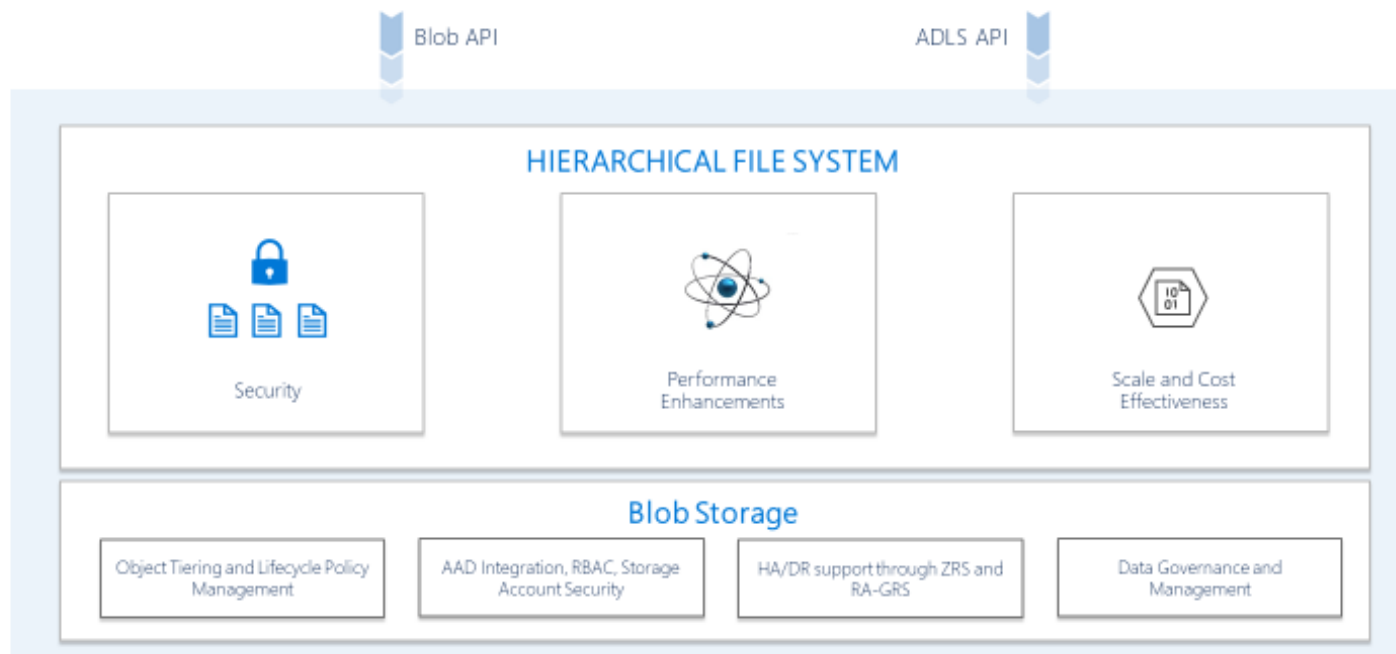 Blob API
ADLS API
HIERARCHICAL FILE SYSTEM
Security
Performance
Enhancements
10
01
Scale and Cost
Effectiveness
Blob Storage
Object Tiering and Lifecycle Policy
Management
AAD Integration, RBAC, Storage
Account Security
HA/DR support through ZRS and
RA-GRS
Data Governance and
Management